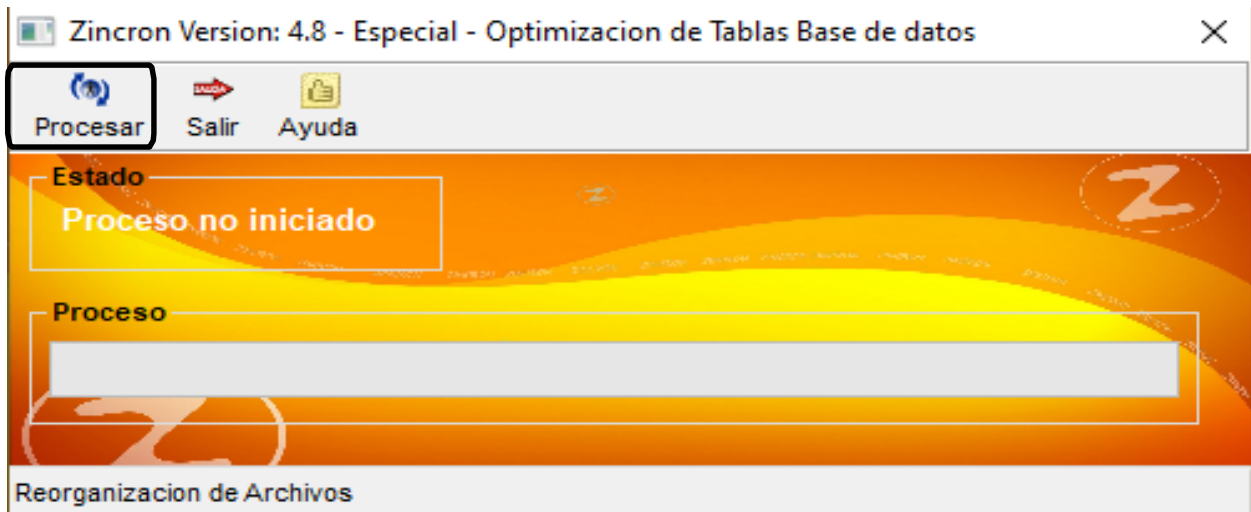 Zincron Version: 4.8 - Especial - Optimizacion de Tablas Base de datos
SALIDA
Procesar Salir Ayuda
Estado
Proceso no iniciado
Proceso
Reorganizacion de Archivos